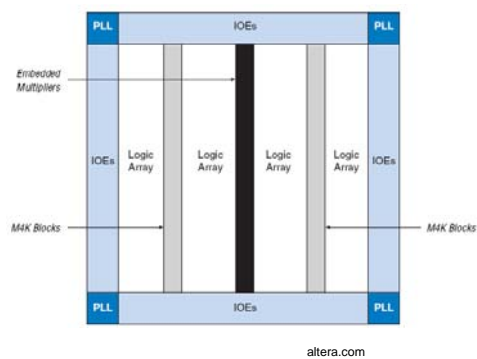 PLL
IOEs
PLL
Embedded
Multipliers
IOEs
Logic
Array
Logic
Array
Logic
Array
Logic
Array
IOEs
M4K Blocks
M4K Blocks
PLL
IOEs
PLL
altera.com